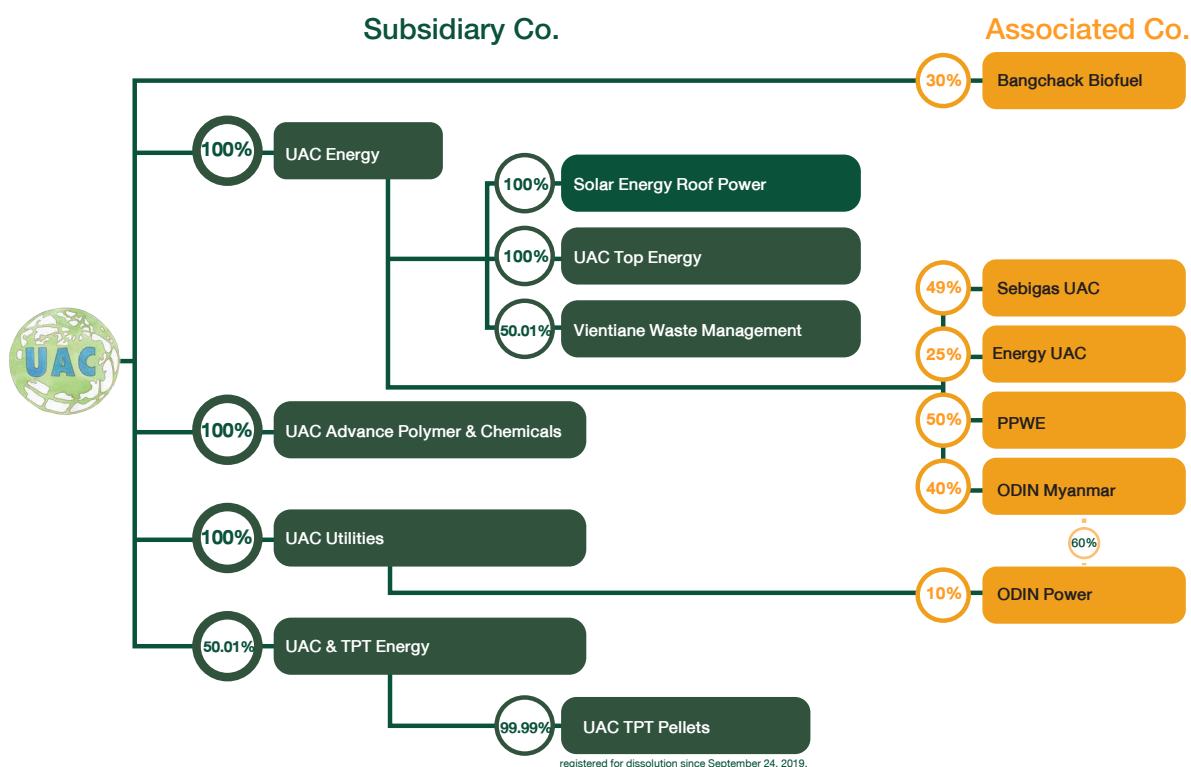 Subsidiary Co.
Associated Co.
30%
Bangchack Biofuel
100%
UAC Energy
100%
Solar Energy Roof Power
100%
UAC Top Energy
50.01%
Vientiane Waste Management
49%
Sebigas UAC
25%
Energy UAC
50%
PPWE
40%
ODIN Myanmar
60%
UAC
100%
UAC Advance Polymer & Chemicals
100%
UAC Utilities
10%
ODIN Power
50.01%
UAC & TPT Energy
99.99%
UAC TPT Pellets
registered for dissolution since September 24, 2019.